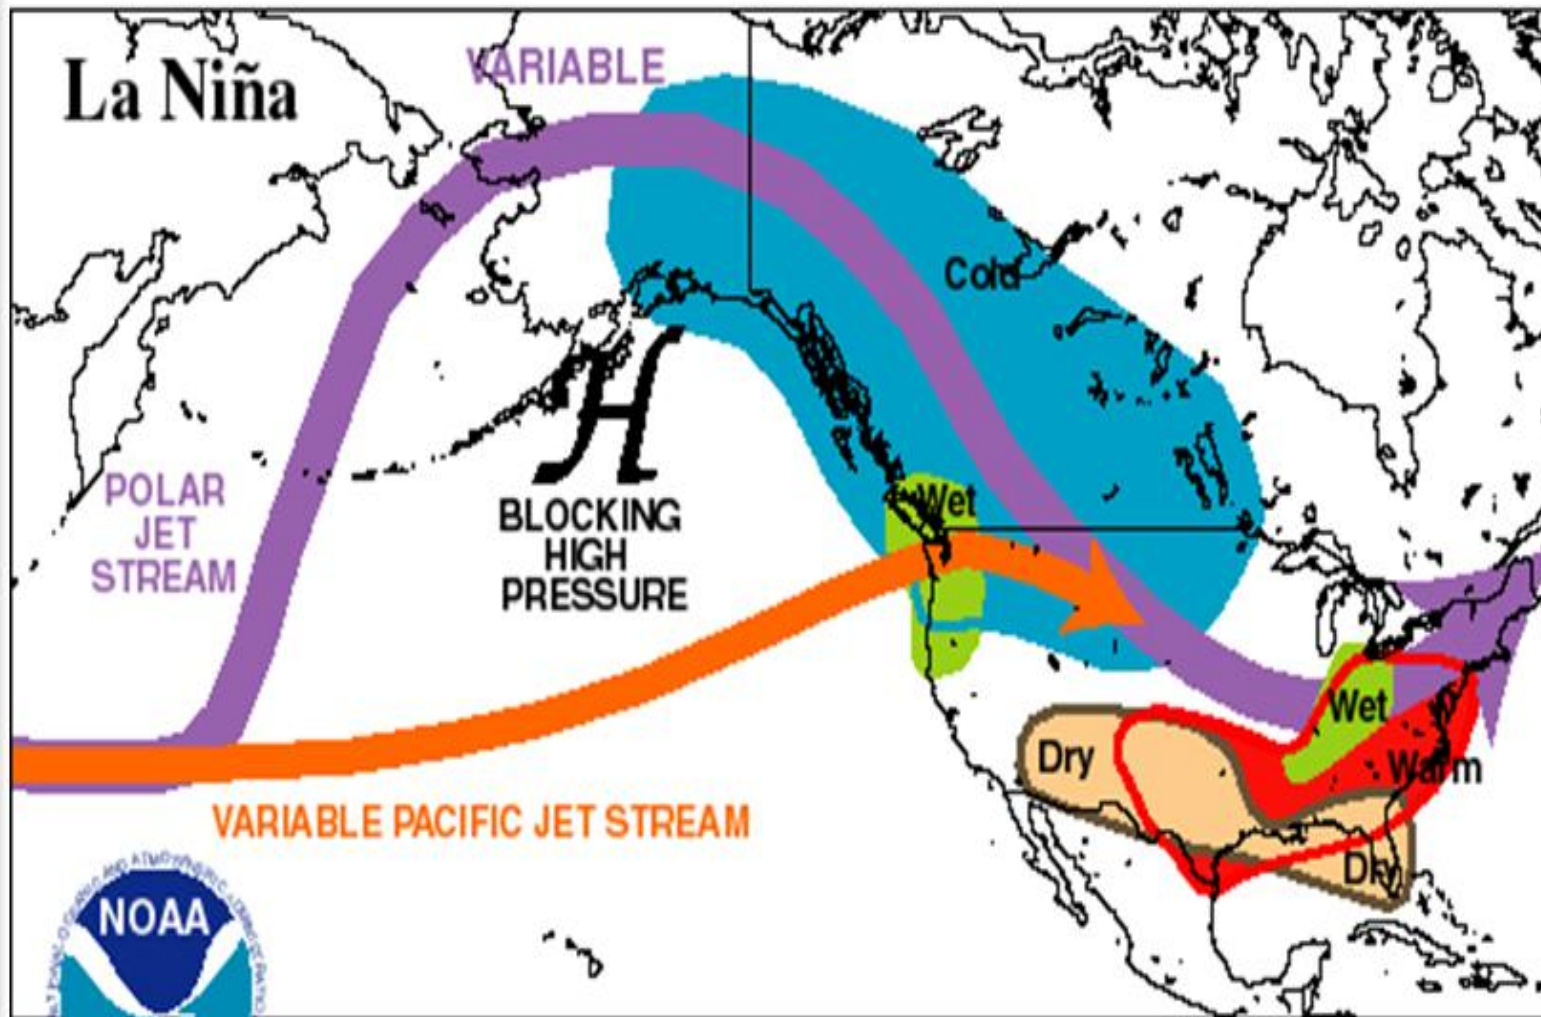 La Niña
VARIABLE
Cold
POLAR
JET
STREAM
BLOCKING
HIGH
PRESSURE
H
Wet
Wet
Dry
Warm
Dry
VARIABLE PACIFIC JET STREAM
NOAA